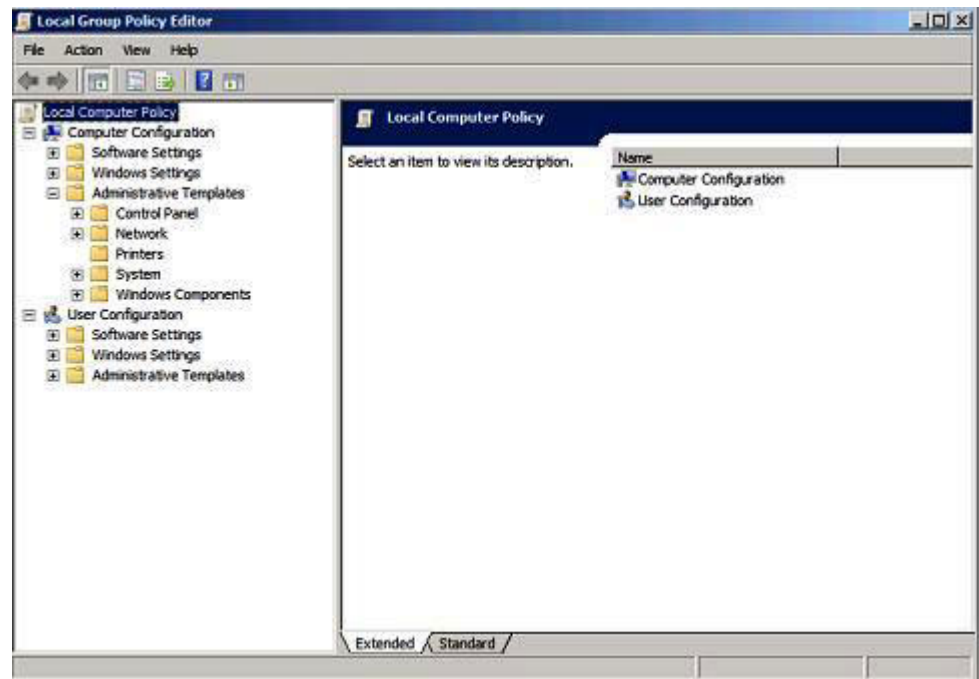 Local Group Policy Editor
File Action View Help
Local Computer Policy
Computer Configuration
Software Settings
Windows Settings
Administrative Templates
Control Panel
Network
Printers
System
Windows Components
User Configuration
Software Settings
Windows Settings
Administrative Templates
Local Computer Policy
Select an item to view its description.
Name
Computer Configuration
User Configuration
Extended Standard